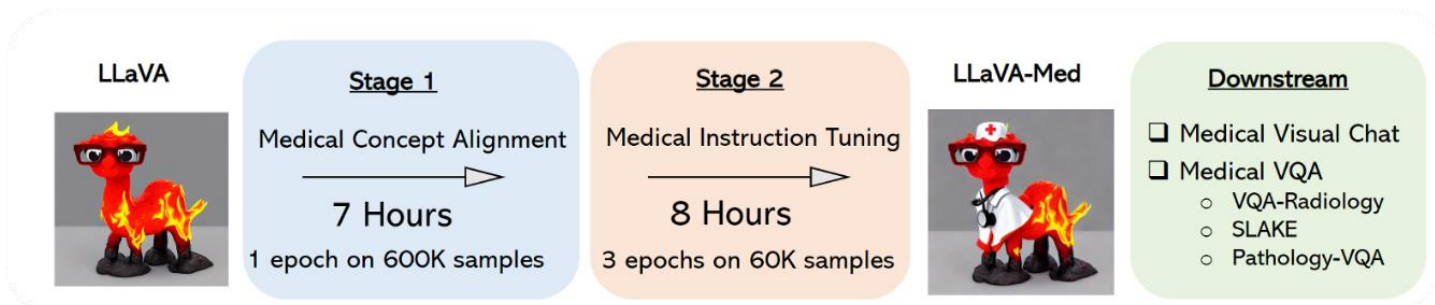 LLaVA
Stage 1
Medical Concept Alignment
7 Hours
1 epoch on 600K samples
Stage 2
Medical Instruction Tuning
8 Hours
3 epochs on 60K samples
LLaVA-Med
Downstream
❑ Medical Visual Chat
❑ Medical VQA
○ VQA-Radiology
○ SLAKE
○ Pathology-VQA